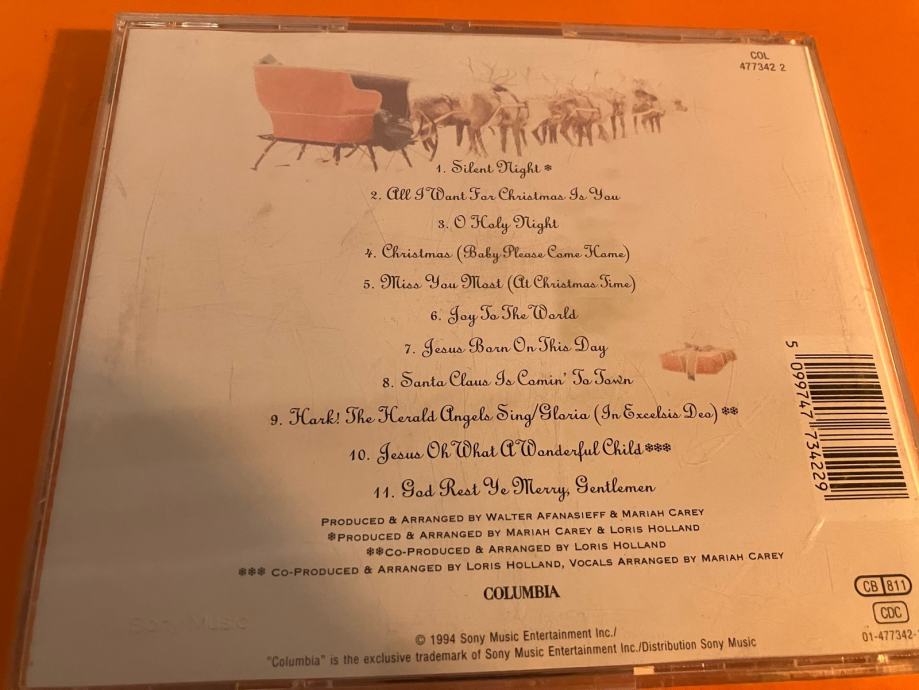 COL
477342 2
1. Silent Night *
2. All I Want For Christmas Is You
3. O Holy Night
4. Christmas (Baby Please Come Home)
5. Miss You Most (At Christmas Time)
6. Joy To The World
7. Jesus Born On This Day
8. Santa Claus Is Comin' To Town
9. Hark! The Herald Angels Sing/Gloria (In Excelsis Deo) **
10. Jesus Oh What A Wonderful Child ***
11. God Rest Ye Merry, Gentlemen
PRODUCED & ARRANGED BY WALTER AFANASIEFF & MARIAH CAREY
*PRODUCED & ARRANGED BY MARIAH CAREY & LORIS HOLLAND
**CO-PRODUCED & ARRANGED BY LORIS HOLLAND
*** CO-PRODUCED & ARRANGED BY LORIS HOLLAND, VOCALS ARRANGED BY MARIAH CAREY
COLUMBIA
Sony Music
© 1994 Sony Music Entertainment Inc./
"Columbia" is the exclusive trademark of Sony Music Entertainment Inc./Distribution Sony Music
5 099747 734229
CB 811
CDC
01-477342-